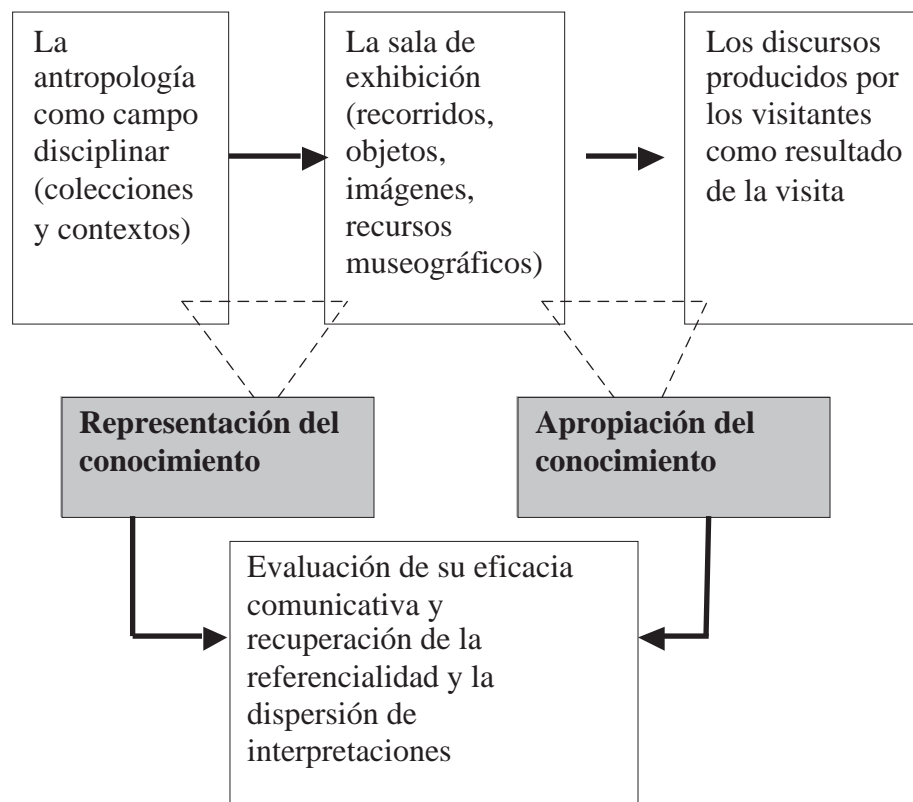 La
antropología
como campo
disciplinar
(colecciones
y contextos)
La sala de
exhibición
(recorridos,
objetos,
imágenes,
recursos
museográficos)
Los discursos
producidos por
los visitantes
como resultado
de la visita
Representación del
conocimiento
Apropiación del
conocimiento
Evaluación de su eficacia
comunicativa y
recuperación de la
referencialidad y la
dispersión de
interpretaciones